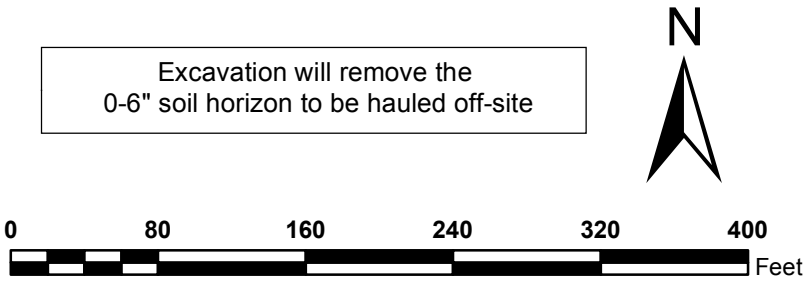 N
Excavation will remove the
0-6" soil horizon to be hauled off-site
0 80 160 240 320 400
Feet